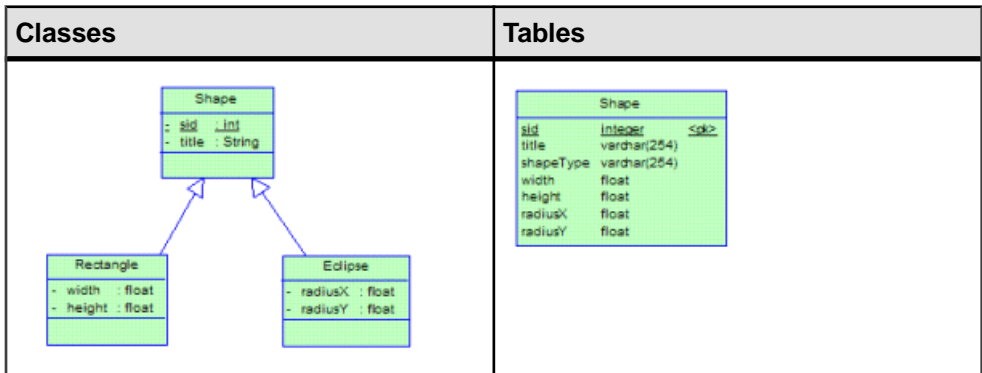 Classes
Tables
Shape
- sid : int
- title : String
Rectangle
- width : float
- height : float
Eclipse
- radiusX : float
- radiusY : float
Shape
sid integer <pk>
title varchar(254)
shapeType varchar(254)
width float
height float
radiusX float
radiusY float